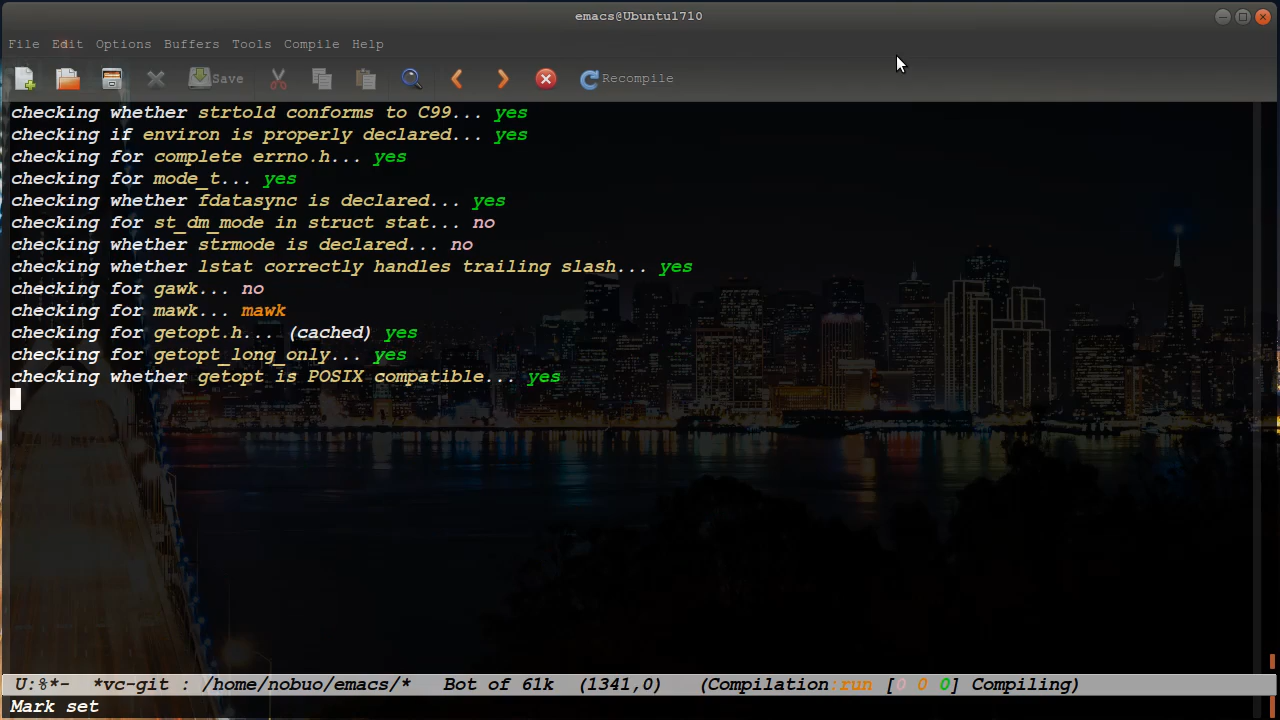 emacs@Ubuntu1710
File Edit Options Buffers Tools Compile Help
Save Recompile
checking whether strtold conforms to C99... yes
checking if environ is properly declared... yes
checking for complete errno.h... yes
checking for mode_t... yes
checking whether fdatasync is declared... yes
checking for st_dm_mode in struct stat... no
checking whether strmode is declared... no
checking whether lstat correctly handles trailing slash... yes
checking for gawk... no
checking for mawk... mawk
checking for getopt.h... (cached) yes
checking for getopt_long_only... yes
checking whether getopt is POSIX compatible... yes
U:%*- *vc-git : /home/nobuo/emacs/* Bot of 61k (1341,0) (Compilation:run [0 0 0] Compiling)
Mark set